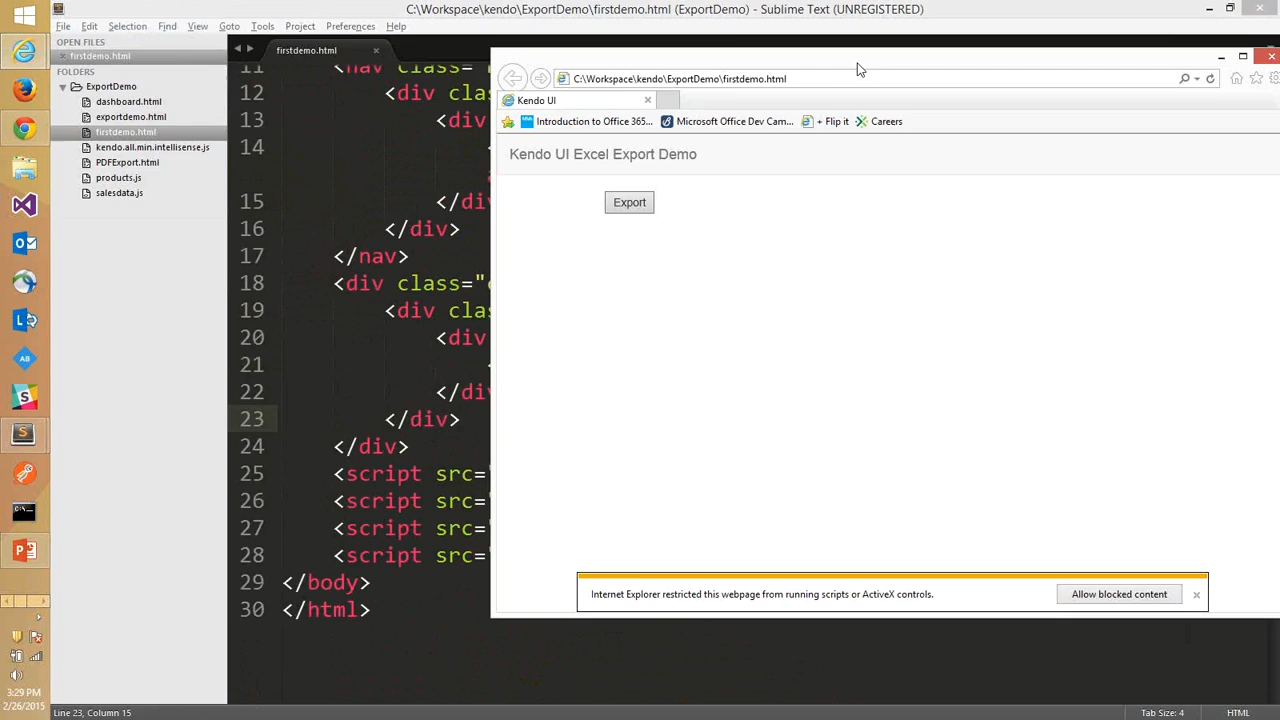 C:\Workspace\kendo\ExportDemo\firstdemo.html (ExportDemo) - Sublime Text (UNREGISTERED)
File Edit Selection Find View Goto Tools Project Preferences Help
OPEN FILES
firstdemo.html
FOLDERS
ExportDemo
dashboard.html
exportdemo.html
firstdemo.html
kendo.all.min.intellisense.js
PDFExport.html
products.js
salesdata.js
firstdemo.html
11 <nav class=
12 <div clas
13 <div
14
15 </di
16 </div>
17 </nav>
18 <div class="
19 <div clas
20 <div
21
22 </di
23 </div>
24 </div>
25 <script src="
26 <script src="
27 <script src="
28 <script src="
29 </body>
30 </html>
C:\Workspace\kendo\ExportDemo\firstdemo.html
Kendo UI
Introduction to Office 365... Microsoft Office Dev Cam... + Flip it Careers
Kendo UI Excel Export Demo
Export
Internet Explorer restricted this webpage from running scripts or ActiveX controls.
Allow blocked content
3:29 PM
2/26/2015
Line 23, Column 15
Tab Size: 4
HTML